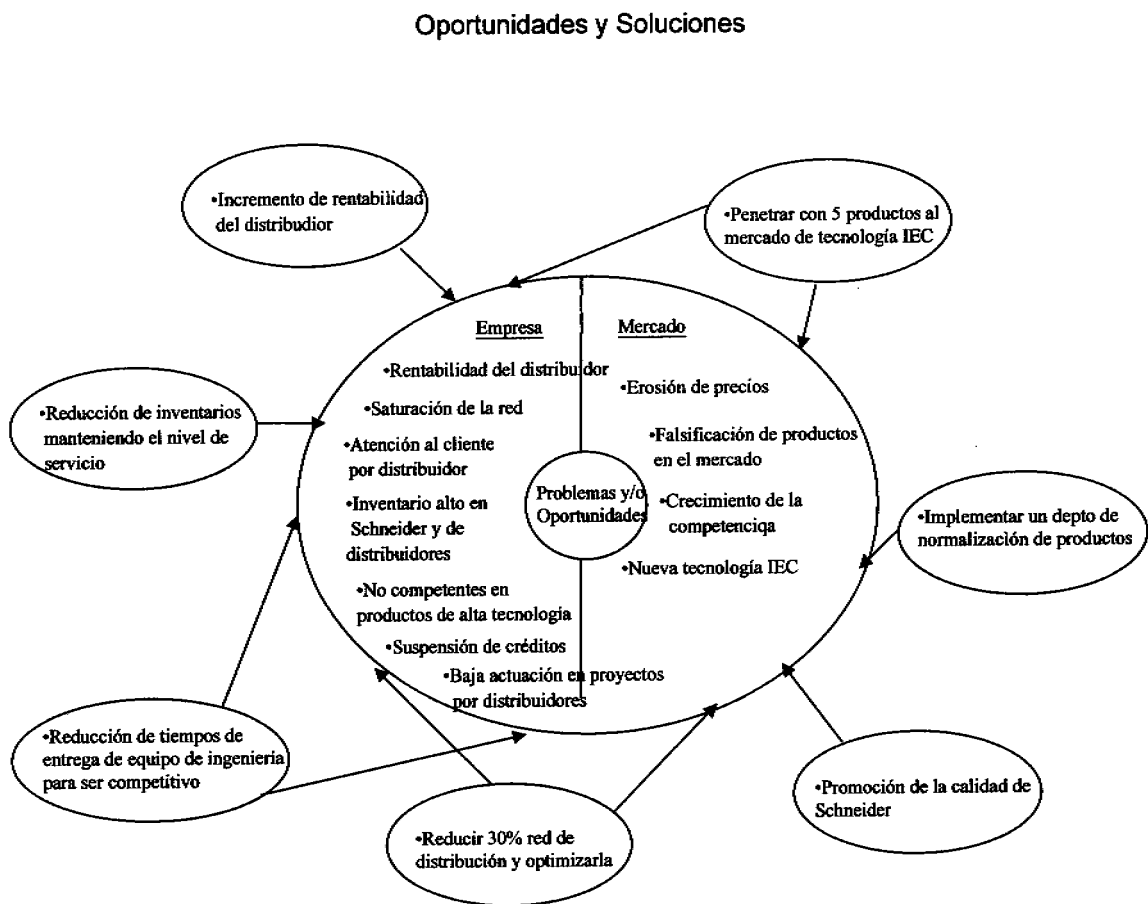 Oportunidades y Soluciones
•Incremento de rentabilidad
del distribudior
•Penetrar con 5 productos al
mercado de tecnología IEC
Empresa
Mercado
•Rentabilidad del distribuidor
•Saturación de la red
•Atención al cliente
por distribuidor
•Inventario alto en
Schneider y de
distribuidores
•No competentes en
productos de alta tecnología
•Suspensión de créditos
•Baja actuación en proyectos
por distribuidores
•Erosión de precios
•Falsificación de productos
en el mercado
•Crecimiento de la
competenciqa
•Nueva tecnología IEC
Problemas y/o
Oportunidades
•Reducción de inventarios
manteniendo el nivel de
servicio
•Implementar un depto de
normalización de productos
•Reducción de tiempos de
entrega de equipo de ingeniería
para ser competítivo
•Reducir 30% red de
distribución y optimizarla
•Promoción de la calidad de
Schneider